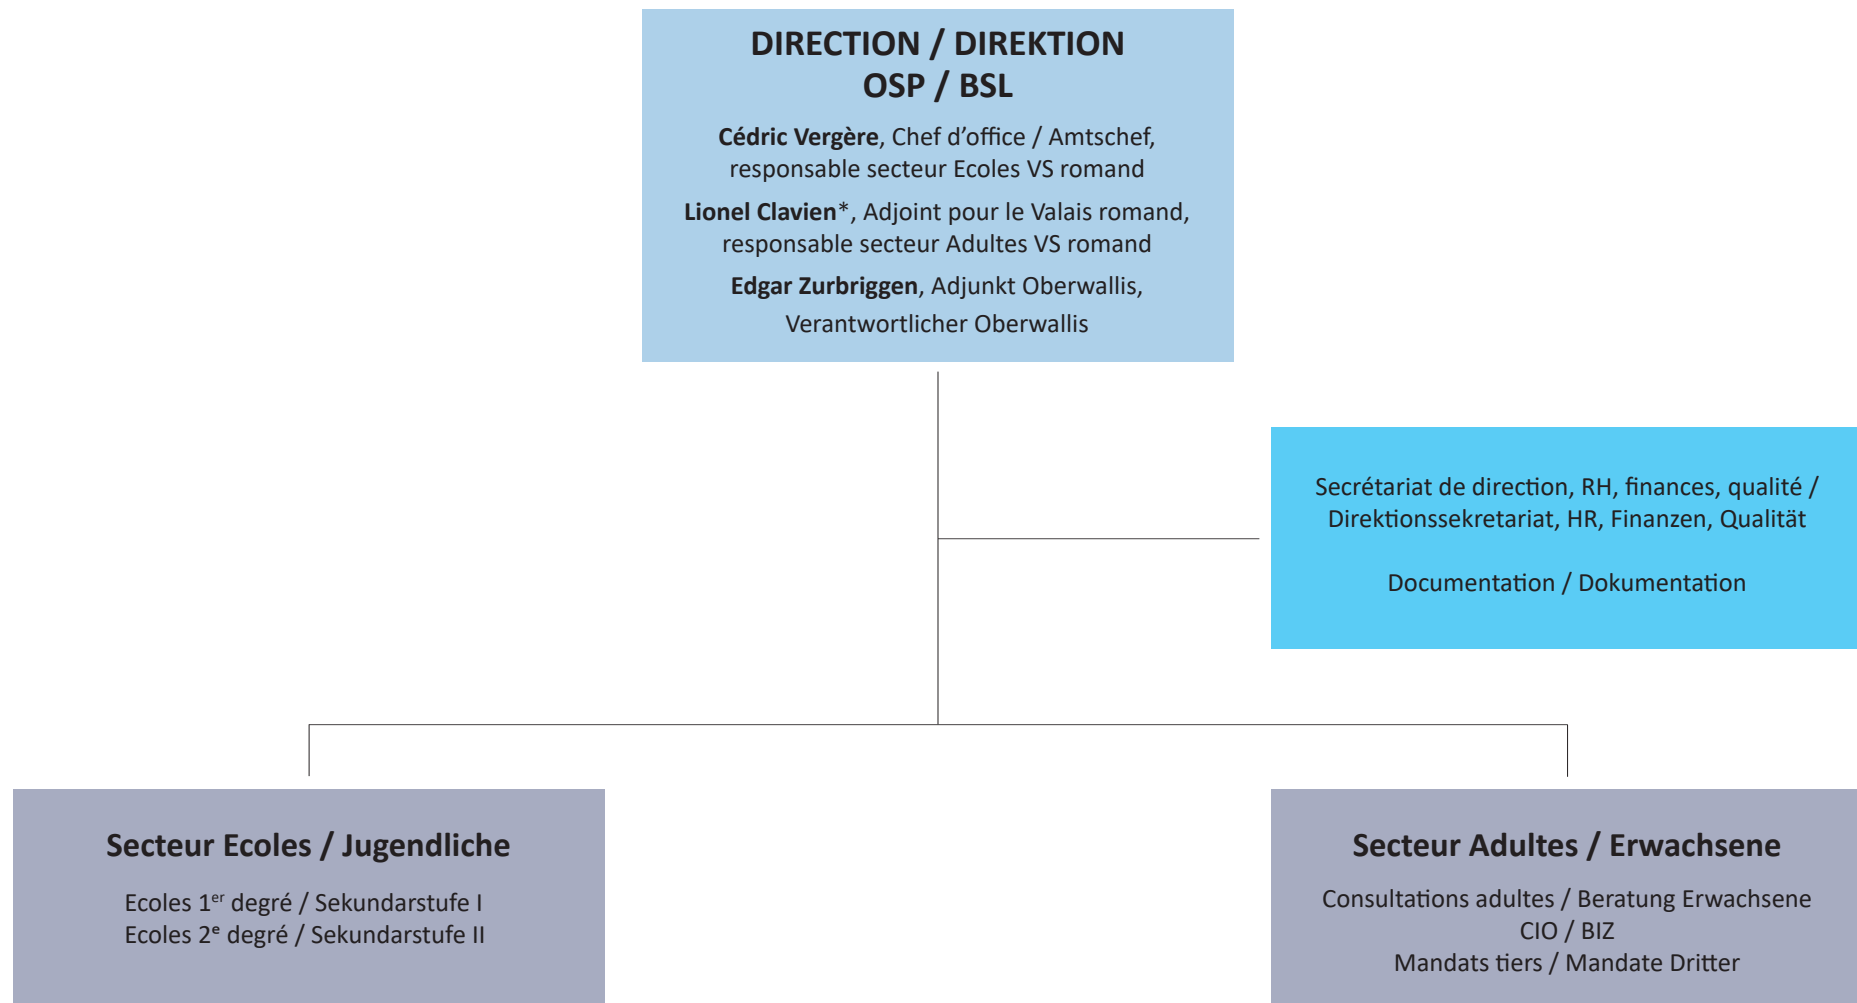 DIRECTION / DIREKTION
OSP / BSL
Cédric Vergère, Chef d’office / Amtschef,
responsable secteur Ecoles VS romand
Lionel Clavien*, Adjoint pour le Valais romand,
responsable secteur Adultes VS romand
Edgar Zurbriggen, Adjunkt Oberwallis,
Verantwortlicher Oberwallis
Secrétariat de direction, RH, finances, qualité /
Direktionssekretariat, HR, Finanzen, Qualität
Documentation / Dokumentation
Secteur Ecoles / Jugendliche
Ecoles 1er degré / Sekundarstufe I
Ecoles 2e degré / Sekundarstufe II
Secteur Adultes / Erwachsene
Consultations adultes / Beratung Erwachsene
CIO / BIZ
Mandats tiers / Mandate Dritter